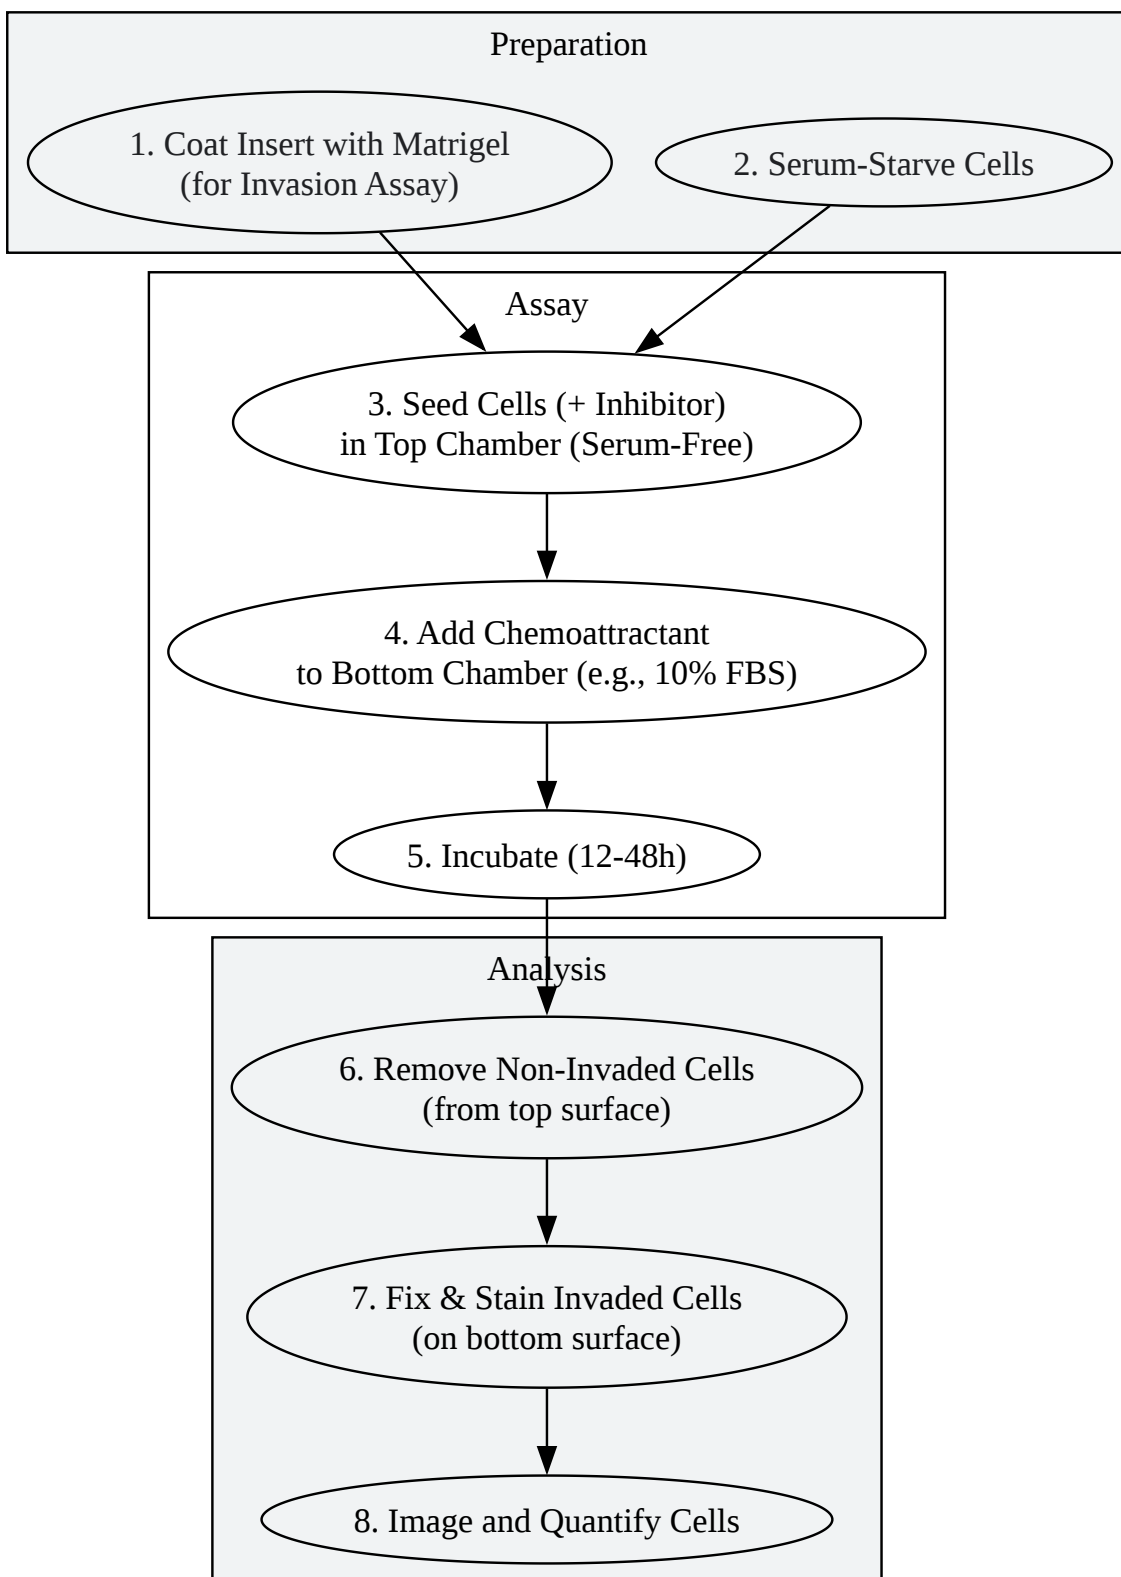 Preparation
1. Coat Insert with Matrigel
(for Invasion Assay)
2. Serum-Starve Cells
Assay
3. Seed Cells (+ Inhibitor)
in Top Chamber (Serum-Free)
4. Add Chemoattractant
to Bottom Chamber (e.g., 10% FBS)
5. Incubate (12-48h)
Analysis
6. Remove Non-Invaded Cells
(from top surface)
7. Fix & Stain Invaded Cells
(on bottom surface)
8. Image and Quantify Cells